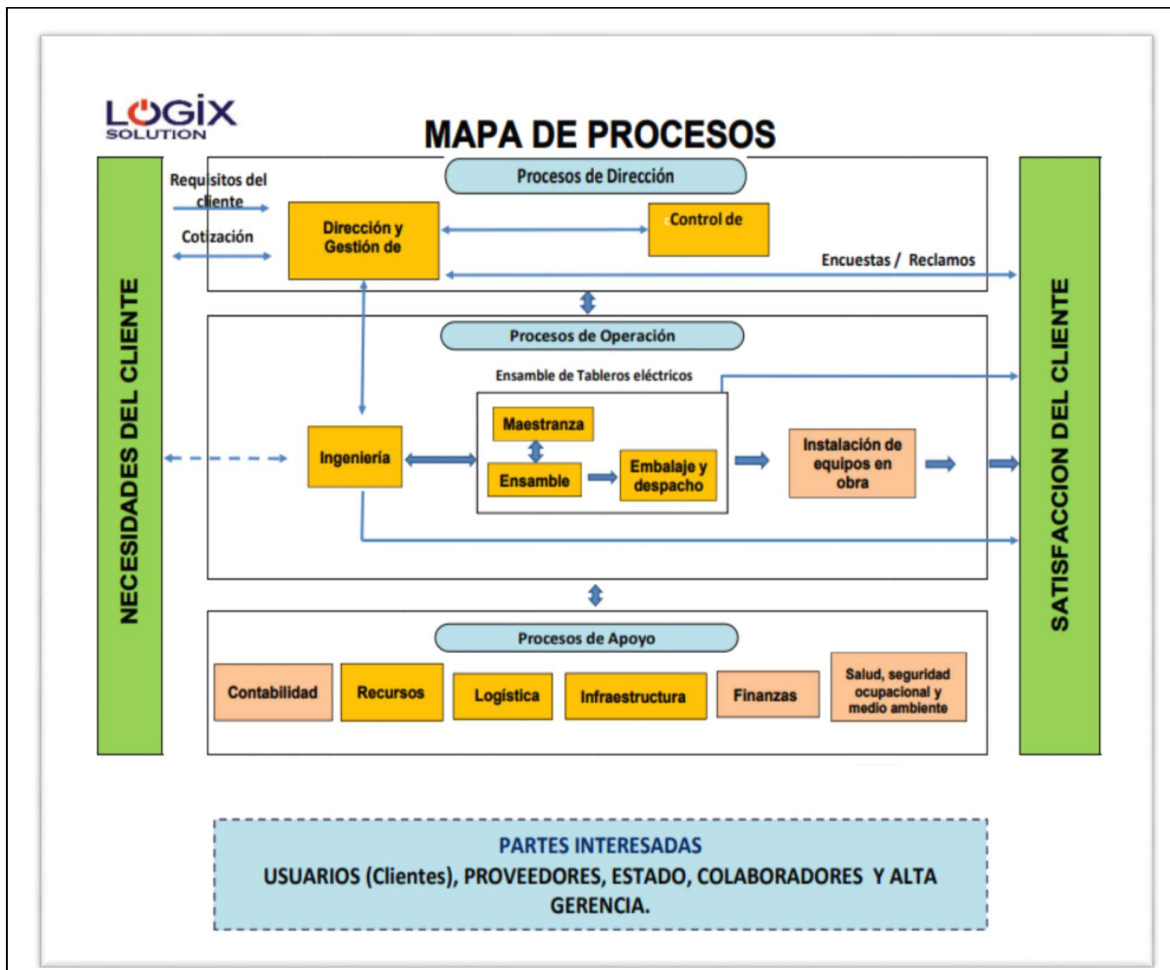 LOGIX
SOLUTION
MAPA DE PROCESOS
NECESIDADES DEL CLIENTE
Requisitos del
cliente
Cotización
Procesos de Dirección
Dirección y
Gestión de
Control de
Encuestas / Reclamos
Procesos de Operación
Ensamble de Tableros eléctricos
Ingeniería
Maestranza
Ensamble
Embalaje y
despacho
Instalación de
equipos en
obra
Procesos de Apoyo
Contabilidad
Recursos
Logística
Infraestructura
Finanzas
Salud, seguridad
ocupacional y
medio ambiente
SATISFACCION DEL CLIENTE
PARTES INTERESADAS
USUARIOS (Clientes), PROVEEDORES, ESTADO, COLABORADORES Y ALTA
GERENCIA.